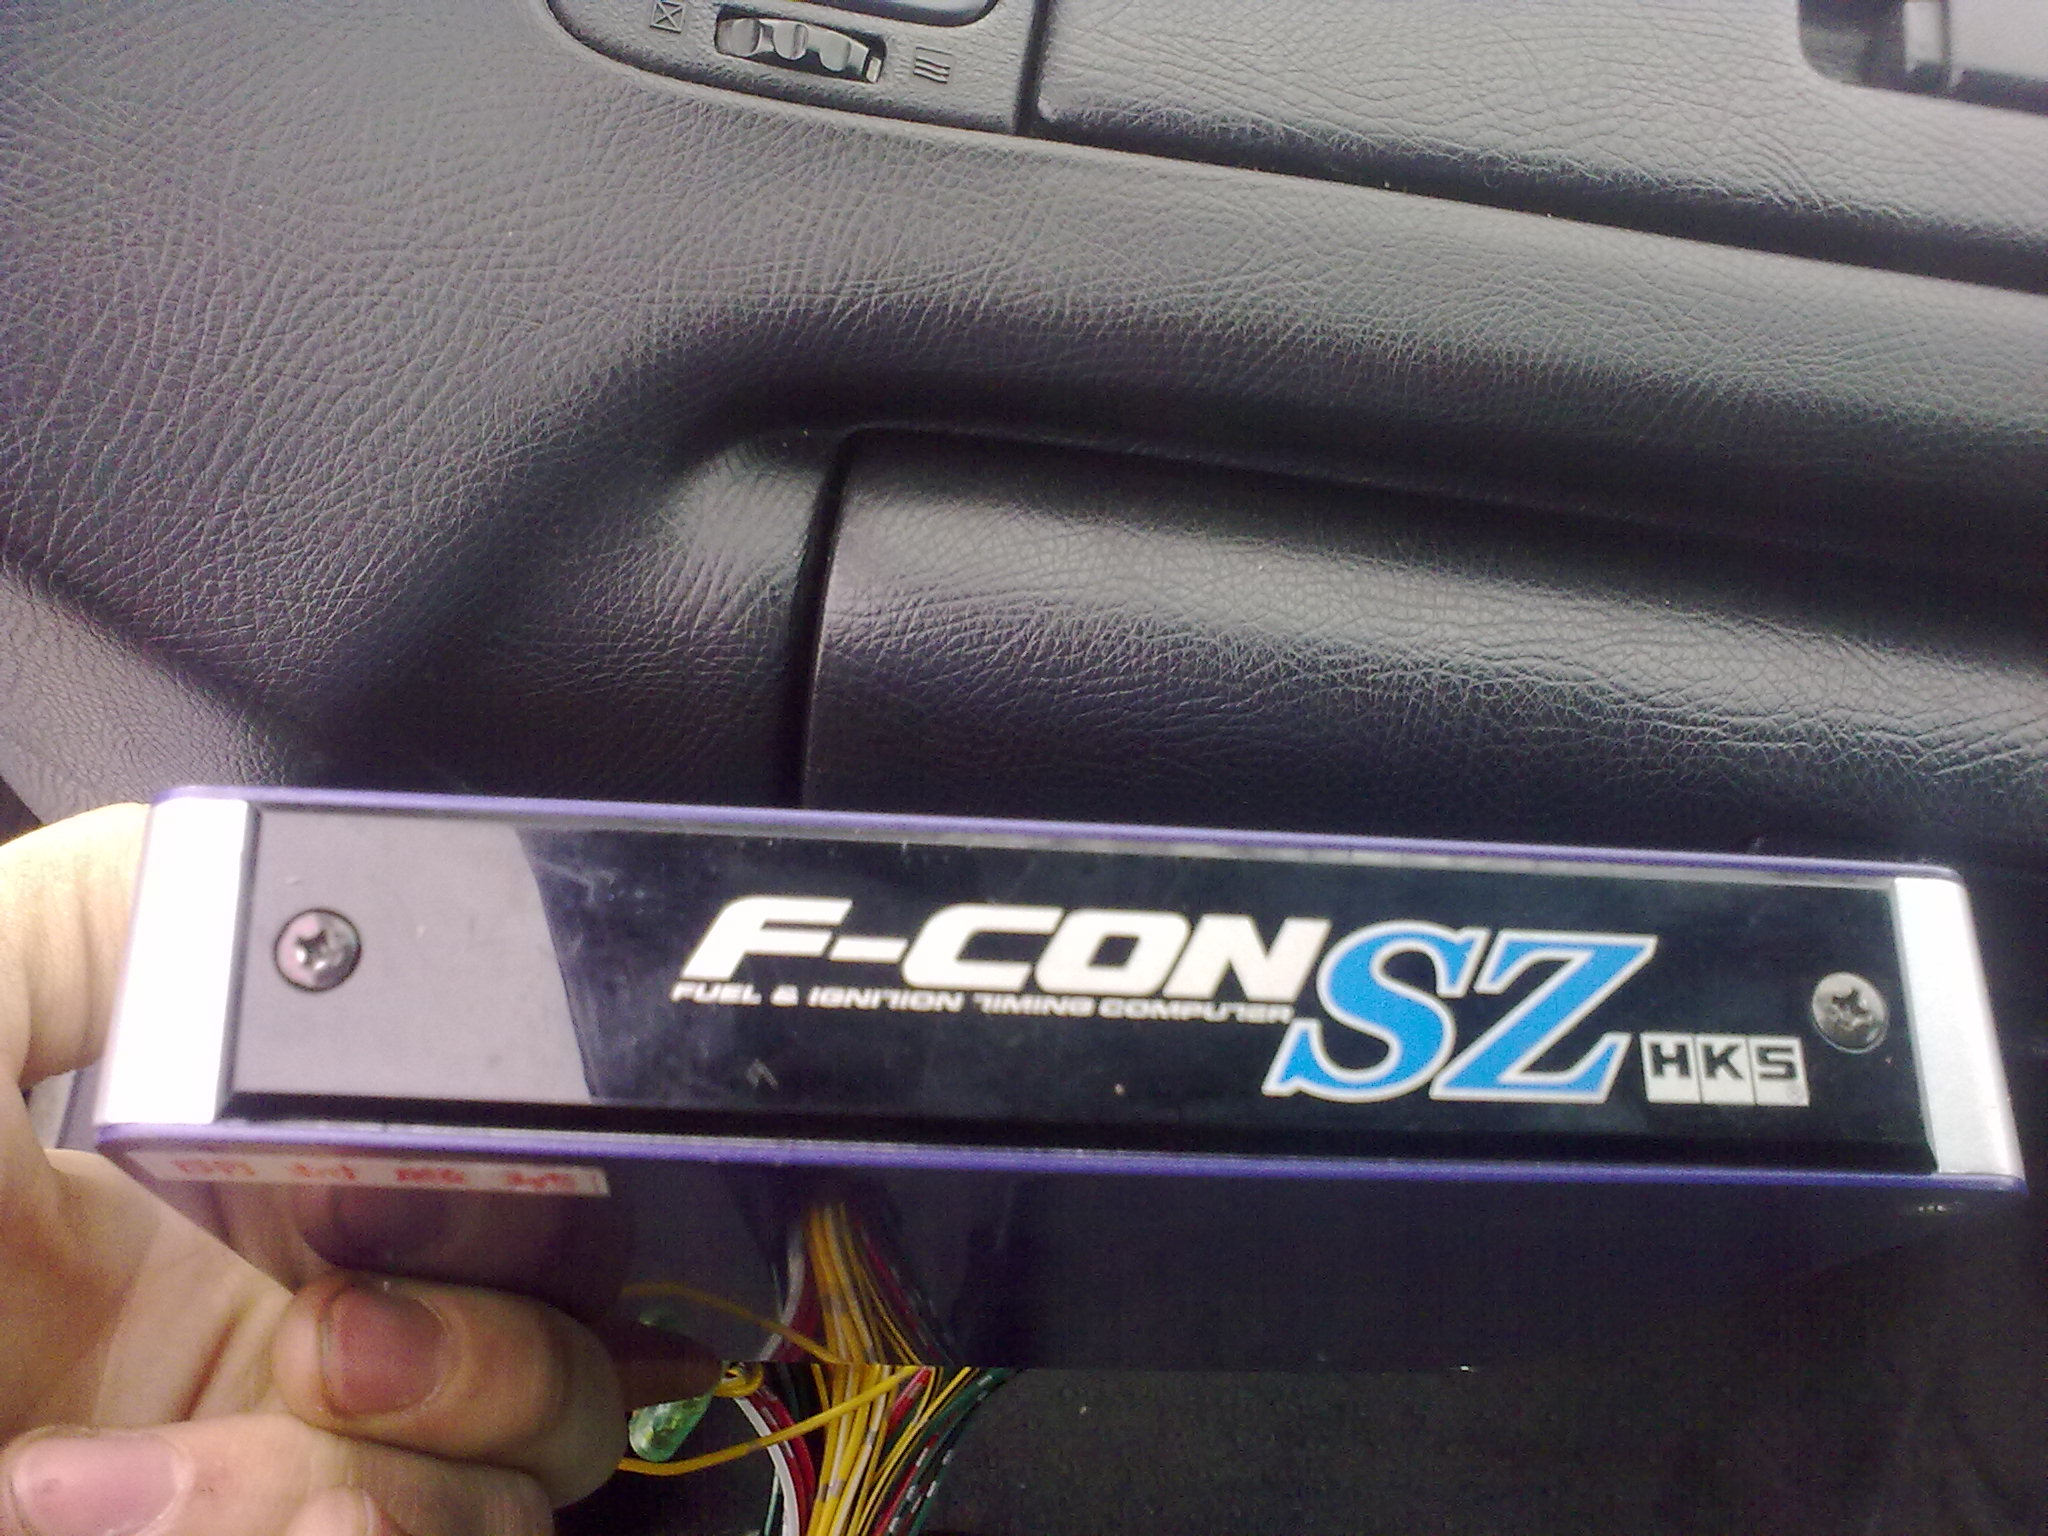 F-CON SZ
FUEL & IGNITION TIMING COMPUTER
HKS